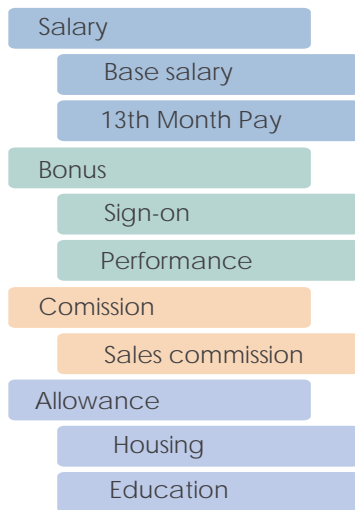 Salary
Base salary
13th Month Pay
Bonus
Sign-on
Performance
Comission
Sales commission
Allowance
Housing
Education